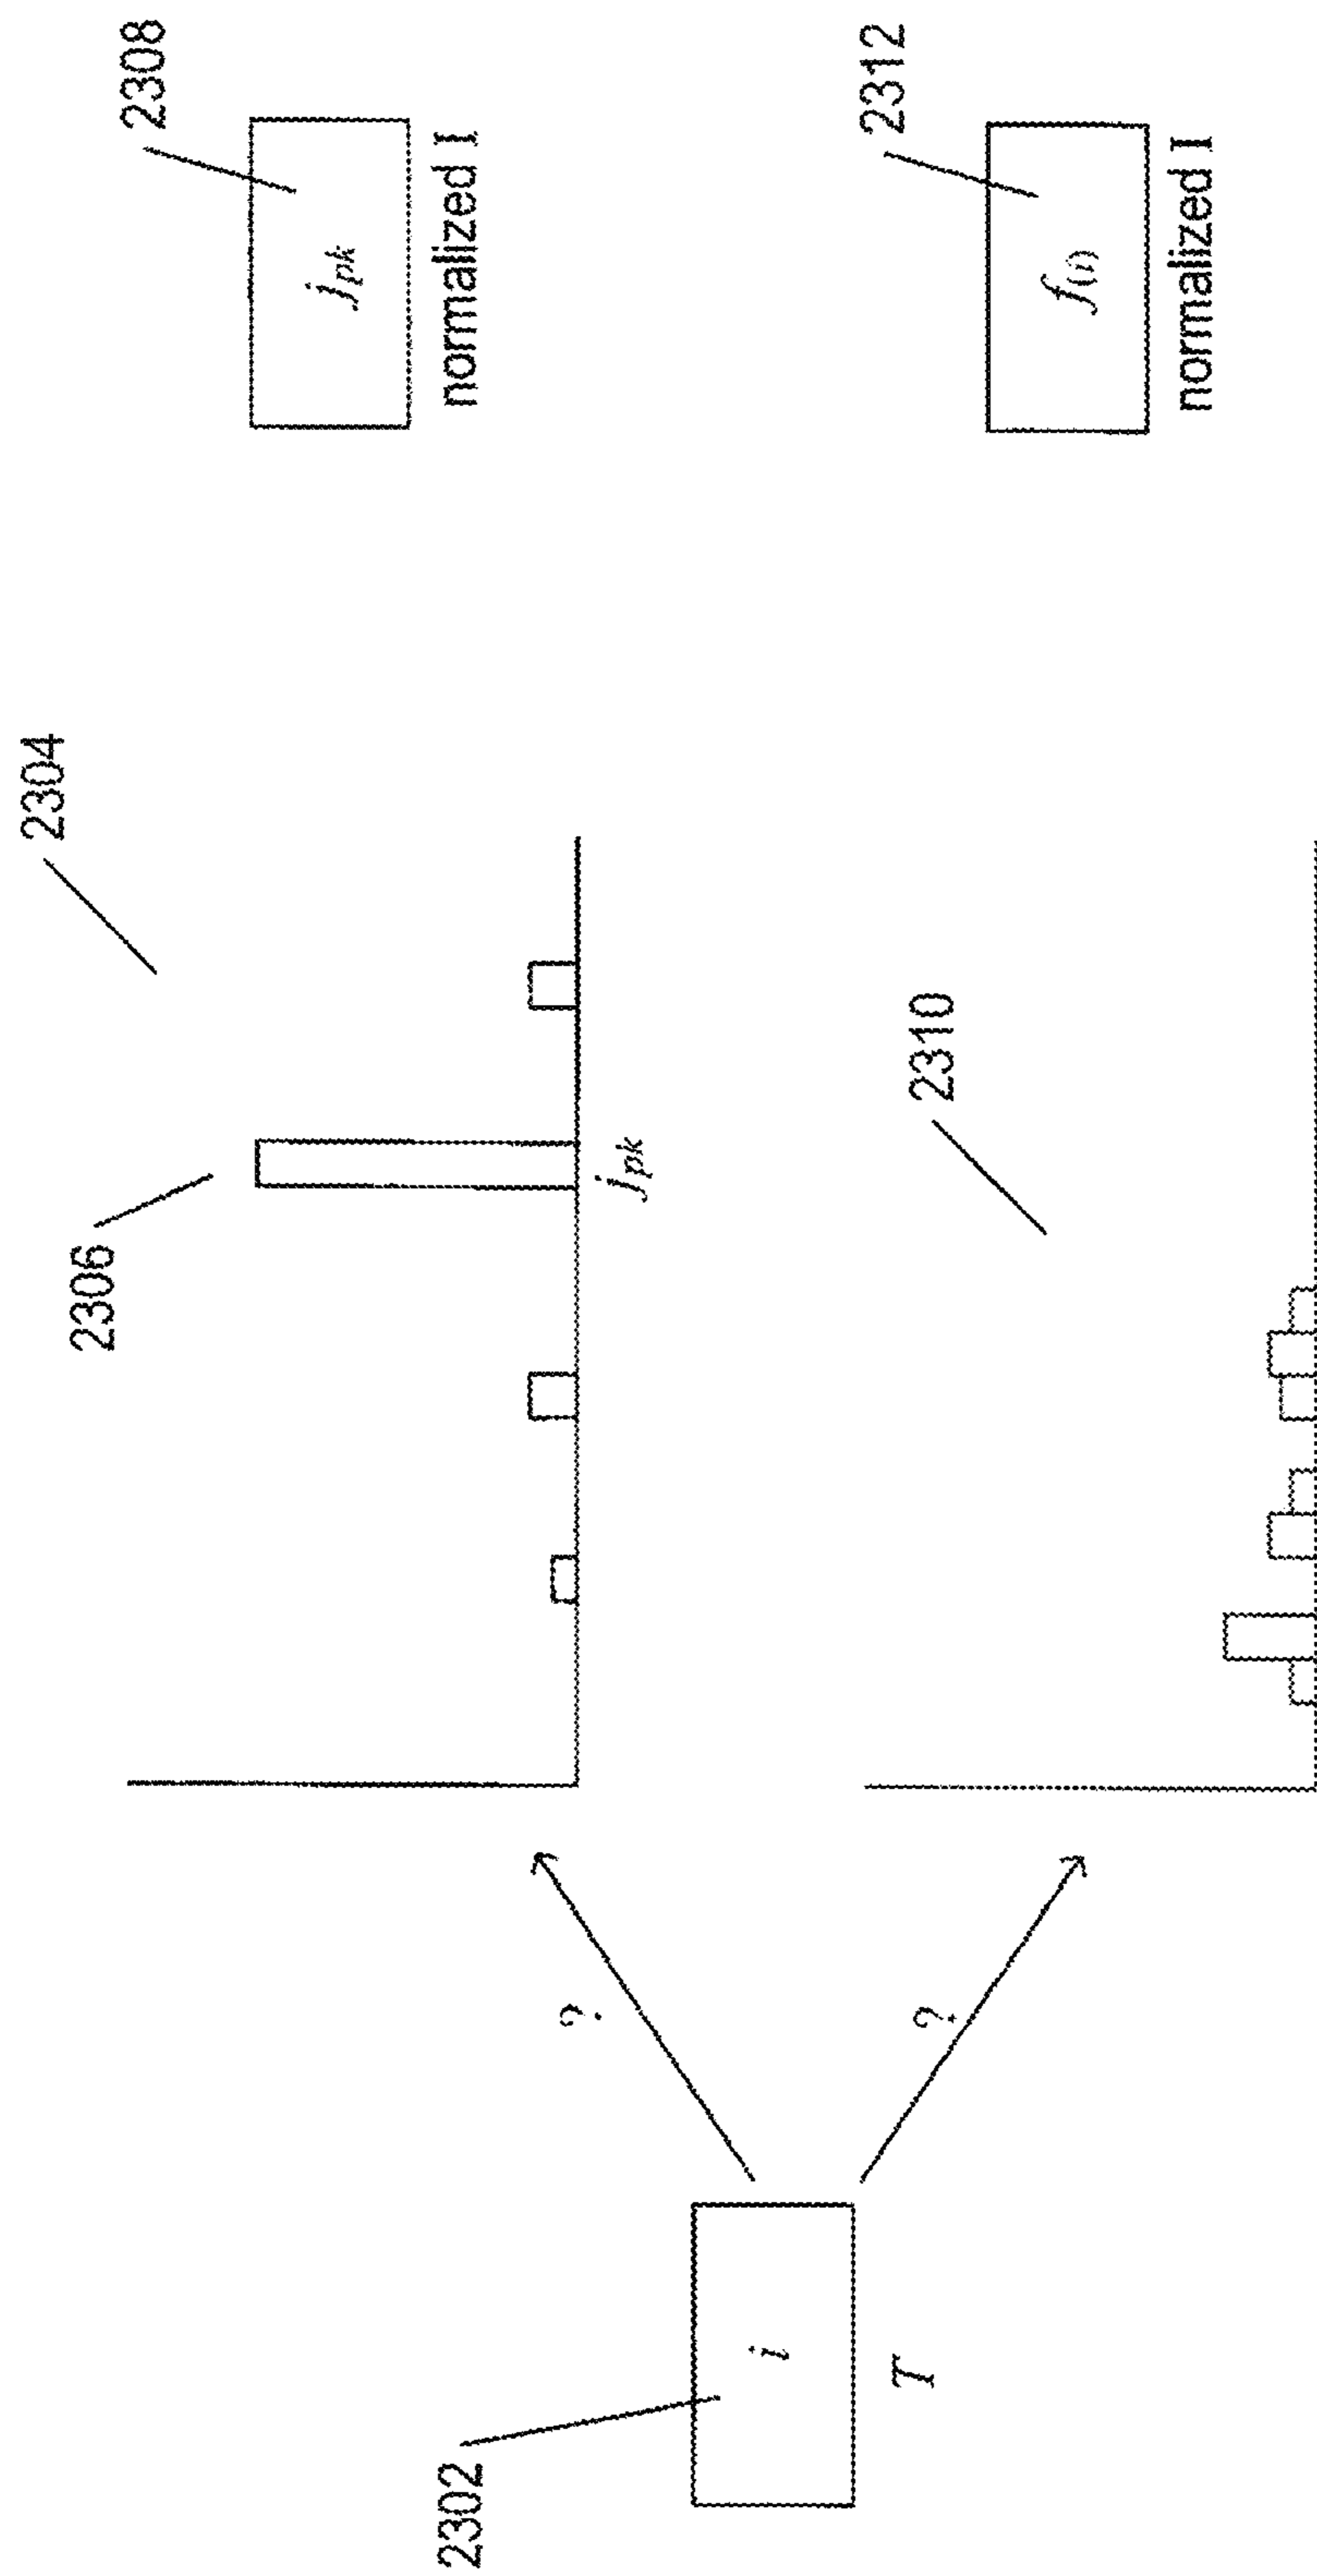 2304
2308
2306
j_pk
j_pk
normalized I
2302
?
i
T
?
2310
2312
f_(i)
normalized I